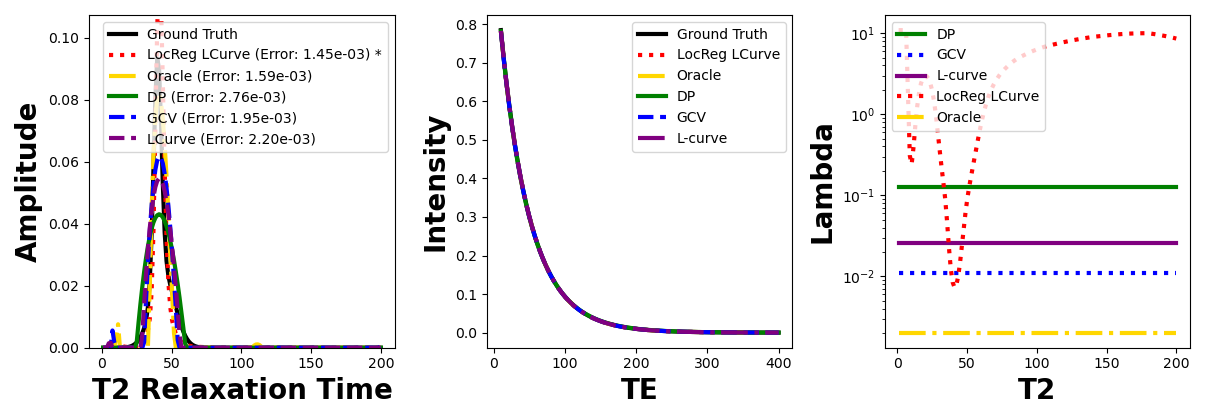 Amplitude
0.10
0.08
0.06
0.04
0.02
0.00
Ground Truth
LocReg LCurve (Error: 1.45e-03) *
Oracle (Error: 1.59e-03)
DP (Error: 2.76e-03)
GCV (Error: 1.95e-03)
LCurve (Error: 2.20e-03)
0 50 100 150 200
T2 Relaxation Time
Intensity
0.8
0.7
0.6
0.5
0.4
0.3
0.2
0.1
0.0
Ground Truth
LocReg LCurve
Oracle
DP
GCV
L-curve
0 100 200 300 400
TE
Lambda
10¹
10⁰
10⁻¹
10⁻²
DP
GCV
L-curve
LocReg LCurve
Oracle
0 50 100 150 200
T2